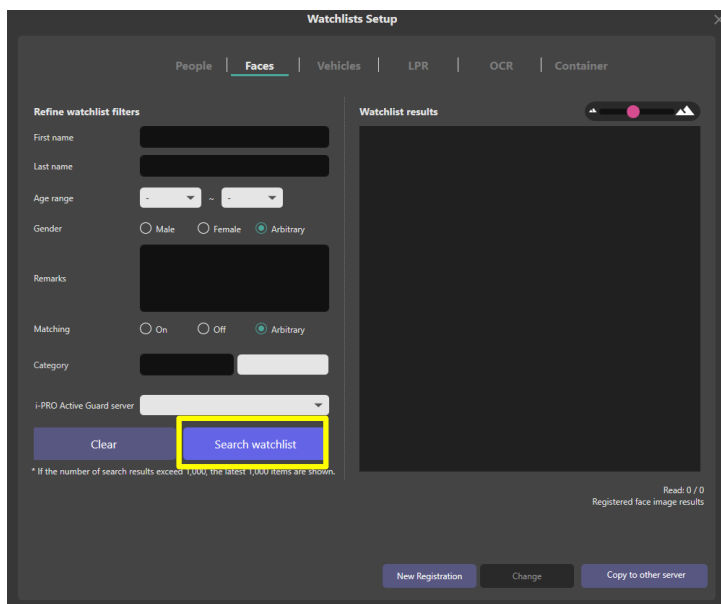 Watchlists Setup
People | Faces | Vehicles | LPR | OCR | Container
Refine watchlist filters
First name
Last name
Age range - ~ -
Gender Male Female Arbitrary
Remarks
Matching On Off Arbitrary
Category
i-PRO Active Guard server
Clear Search watchlist
* If the number of search results exceed 1,000, the latest 1,000 items are shown.
Watchlist results
Read: 0 / 0
Registered face image results
New Registration Change Copy to other server